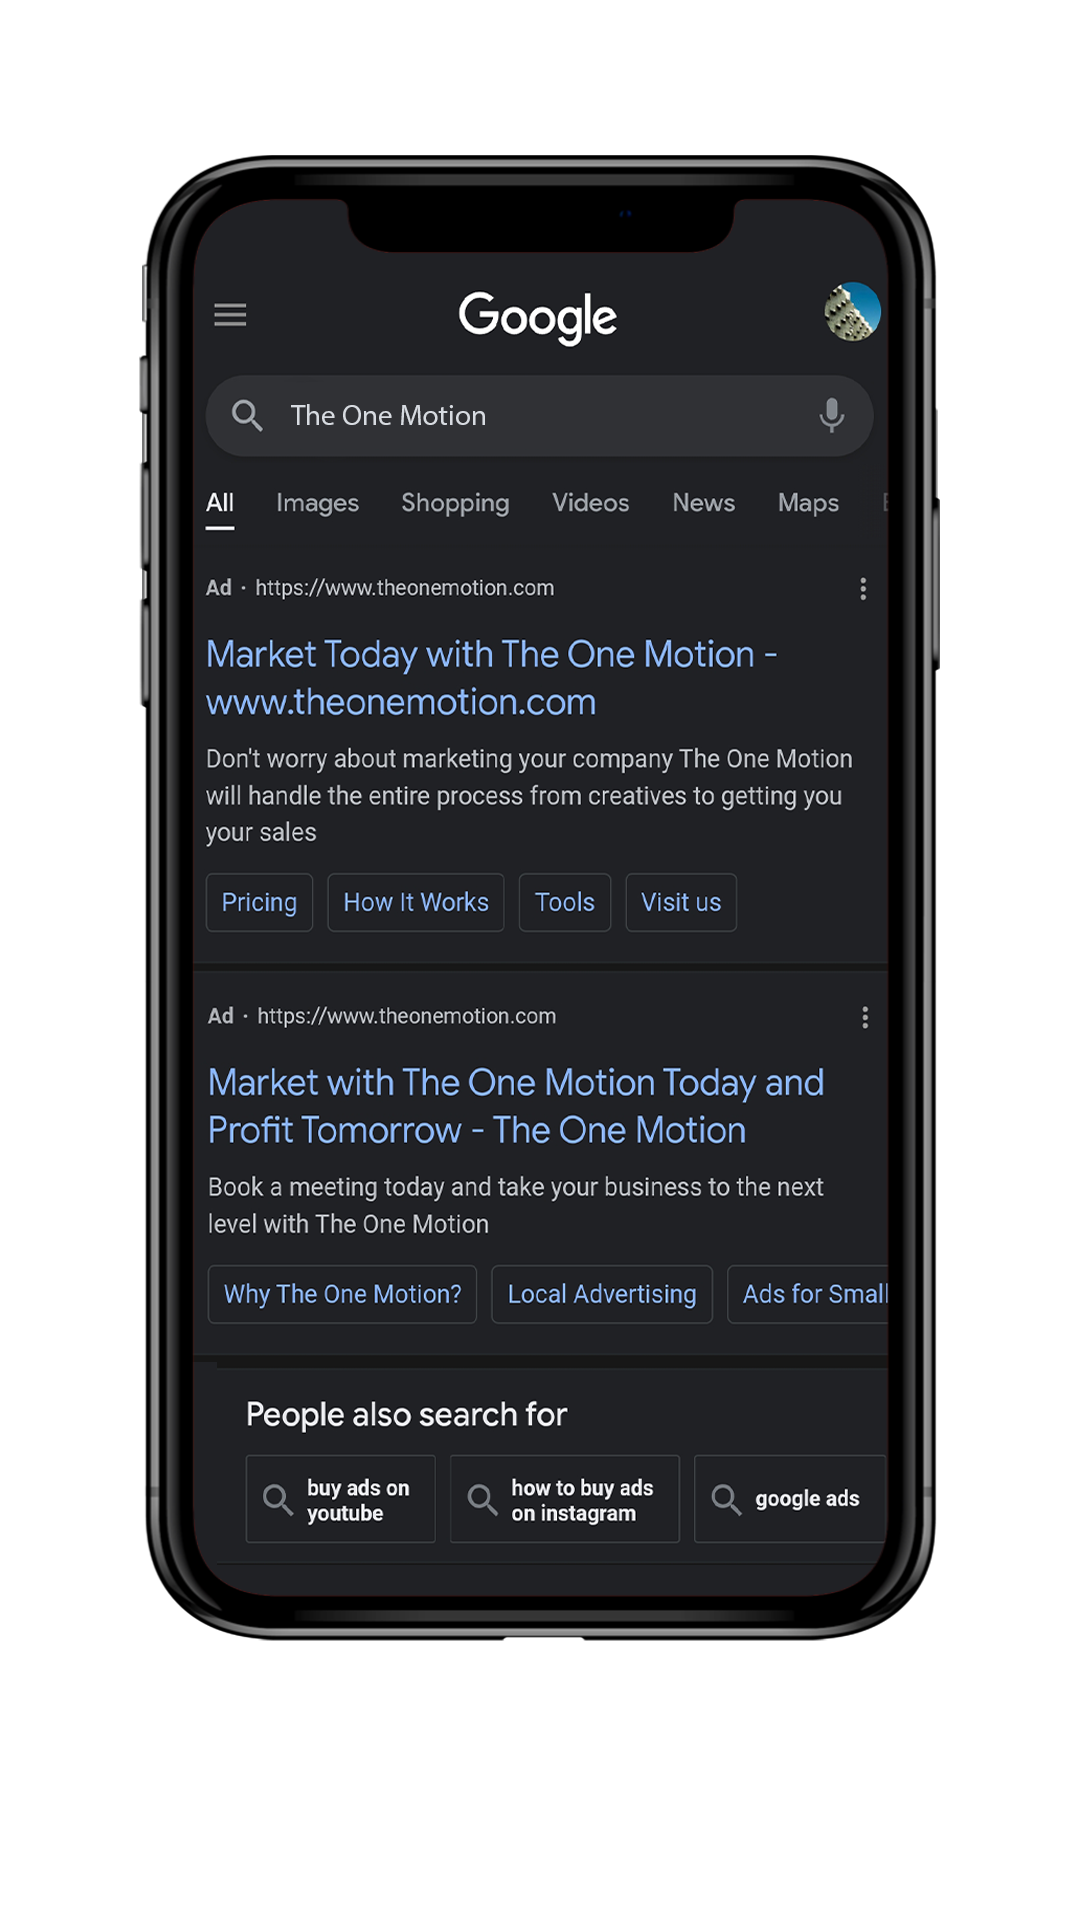 Google
The One Motion
All Images Shopping Videos News Maps
Ad · https://www.theonemotion.com
Market Today with The One Motion -
www.theonemotion.com
Don't worry about marketing your company The One Motion
will handle the entire process from creatives to getting you
your sales
Pricing How It Works Tools Visit us
Ad · https://www.theonemotion.com
Market with The One Motion Today and
Profit Tomorrow - The One Motion
Book a meeting today and take your business to the next
level with The One Motion
Why The One Motion? Local Advertising Ads for Small
People also search for
buy ads on
youtube
how to buy ads
on instagram
google ads